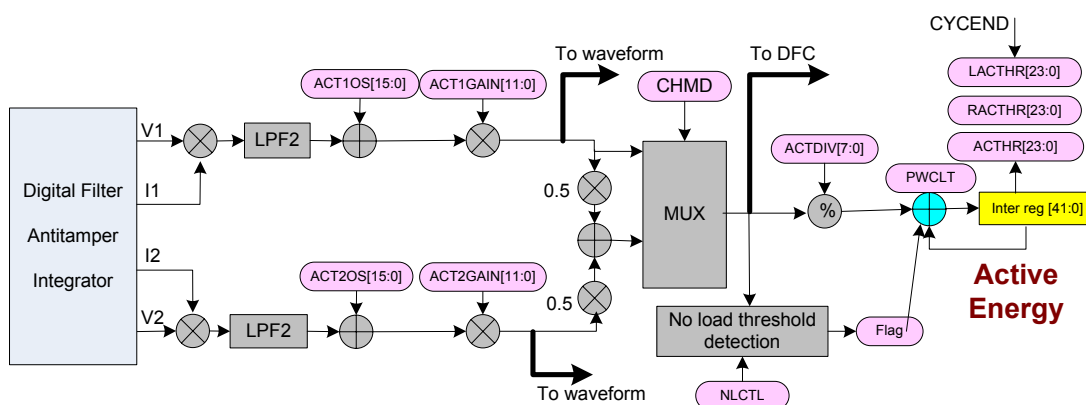 CYCEND
To waveform
To DFC
ACT1OS[15:0]
ACT1GAIN[11:0]
CHMD
LACTHR[23:0]
RACTHR[23:0]
ACTDIV[7:0]
ACTHR[23:0]
V1
LPF2
PWCLT
Digital Filter
Antitamper
Integrator
I1
0.5
MUX
%
Inter reg [41:0]
I2
ACT2OS[15:0]
ACT2GAIN[11:0]
Active
Energy
0.5
V2
LPF2
No load threshold
detection
Flag
To waveform
NLCTL